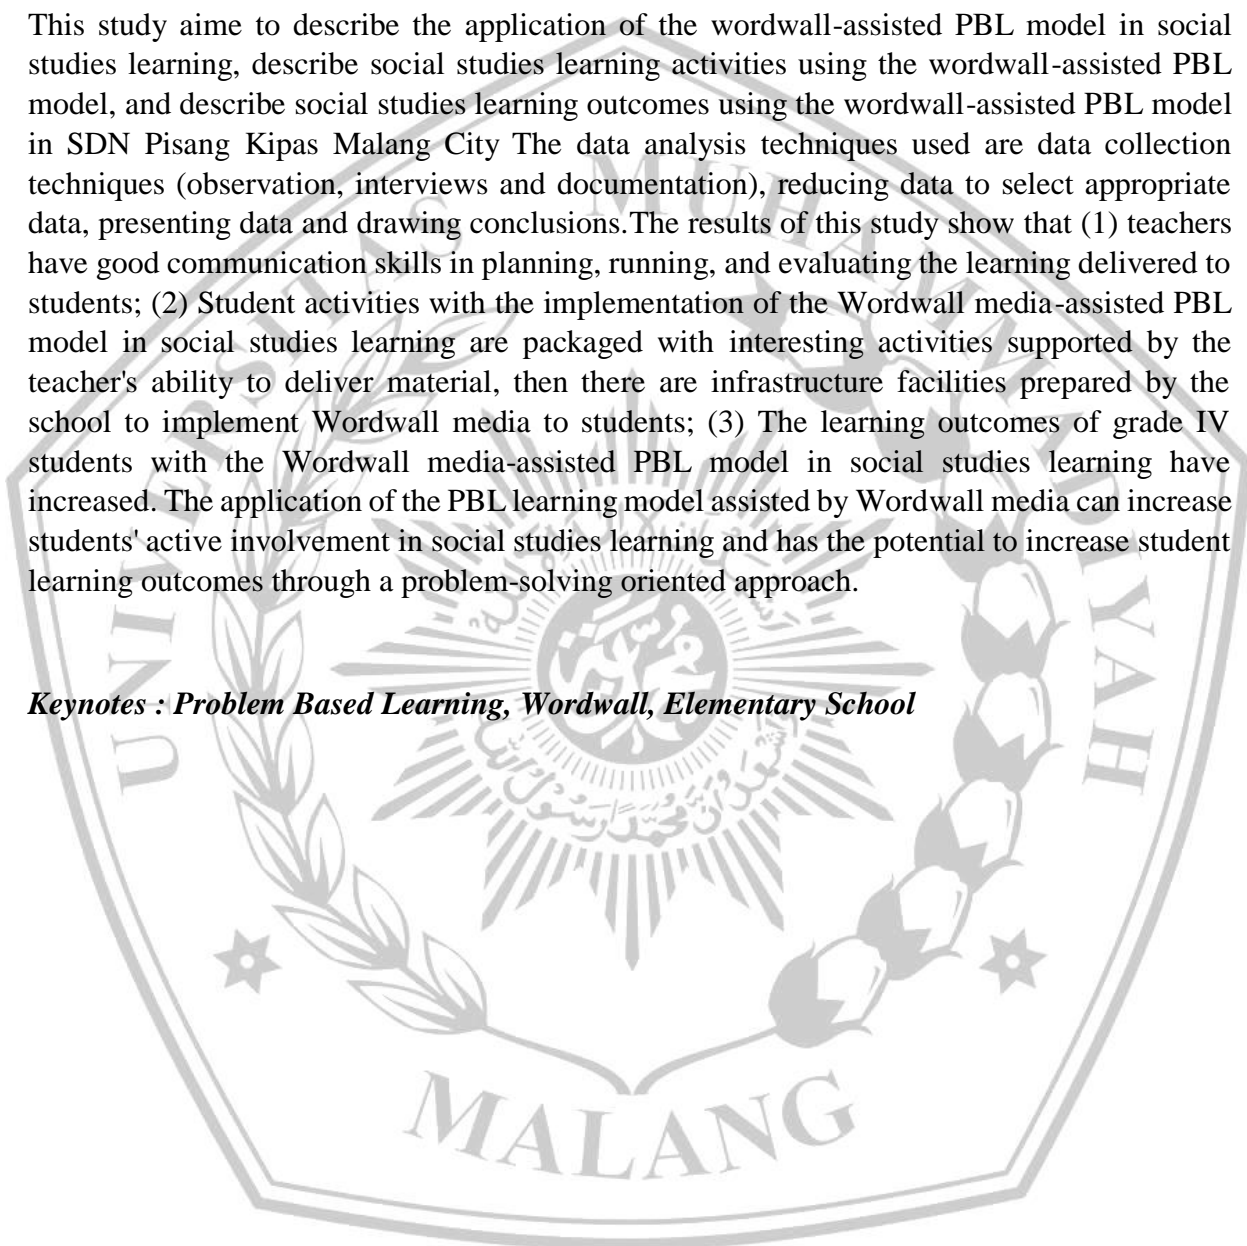 This study aime to describe the application of the wordwall-assisted PBL model in social
studies learning, describe social studies learning activities using the wordwall-assisted PBL
model, and describe social studies learning outcomes using the wordwall-assisted PBL model
in SDN Pisang Kipas Malang City The data analysis techniques used are data collection
techniques (observation, interviews and documentation), reducing data to select appropriate
data, presenting data and drawing conclusions.The results of this study show that (1) teachers
have good communication skills in planning, running, and evaluating the learning delivered to
students; (2) Student activities with the implementation of the Wordwall media-assisted PBL
model in social studies learning are packaged with interesting activities supported by the
teacher's ability to deliver material, then there are infrastructure facilities prepared by the
school to implement Wordwall media to students; (3) The learning outcomes of grade IV
students with the Wordwall media-assisted PBL model in social studies learning have
increased. The application of the PBL learning model assisted by Wordwall media can increase
students' active involvement in social studies learning and has the potential to increase student
learning outcomes through a problem-solving oriented approach.
Keynotes : Problem Based Learning, Wordwall, Elementary School
UNIVERSITAS MUHAMMADIYAH
MALANG